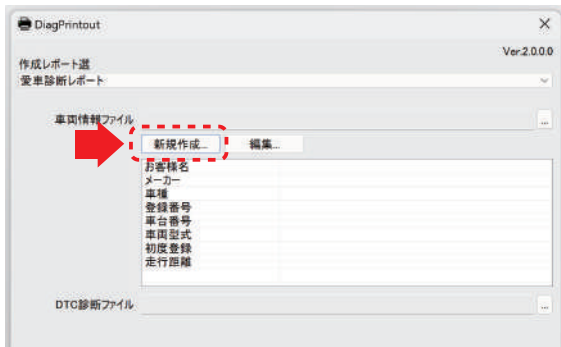 DiagPrintout
Ver.2.0.0.0
作成レポート選
愛車診断レポート
車両情報ファイル
...
新規作成... 編集...
お客様名
メーカー
車種
登録番号
車台番号
車両型式
初度登録
走行距離
DTC診断ファイル
...